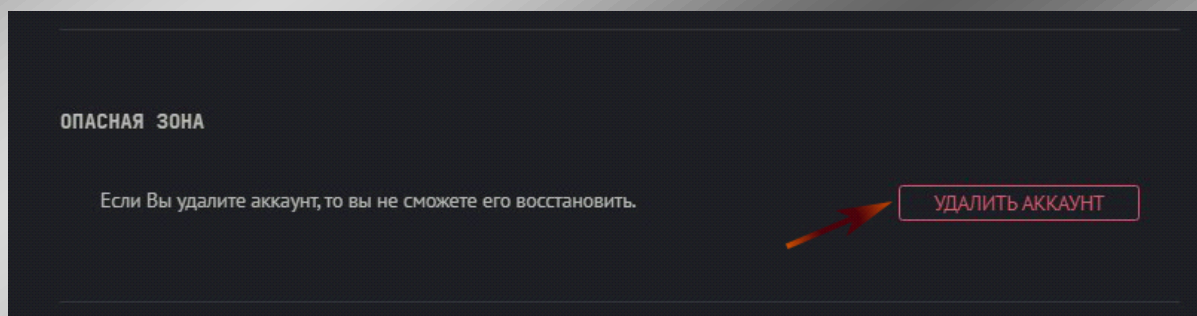 ОПАСНАЯ ЗОНА
Если Вы удалите аккаунт, то вы не сможете его восстановить.
УДАЛИТЬ АККАУНТ